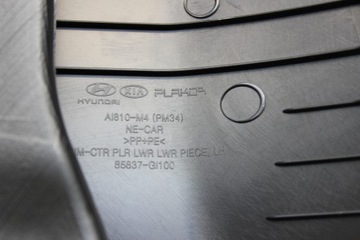 HYUNDAI KIA PLAKOR
AI810-M4 (PM34)
NE-CAR
>PP+PE<
CTR PLR LWR LWR PIECE, LH
85837-GI100